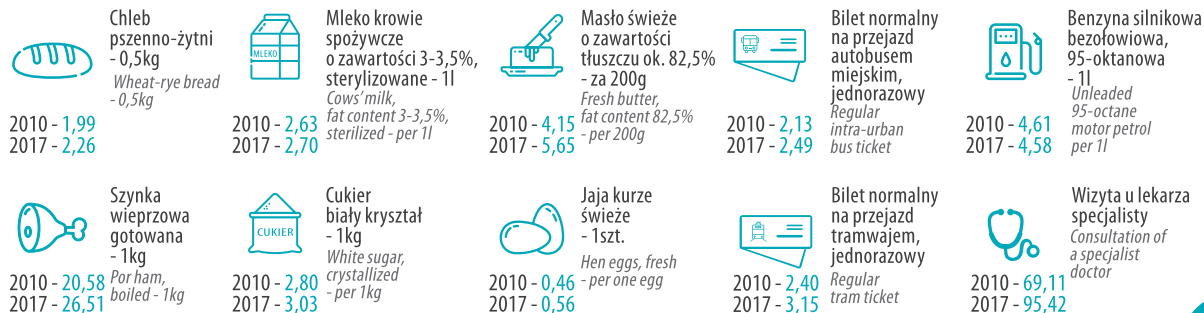 Chleb
pszenno-żytni
- 0,5kg
Wheat-rye bread
- 0,5kg
2010 - 1,99
2017 - 2,26
MLEKO
Mleko krowie
spożywcze
o zawartości 3-3,5%,
sterylizowane - 1l
Cows' milk,
fat content 3-3,5%,
sterilized - per 1l
2010 - 2,63
2017 - 2,70
Masło świeże
o zawartości
tłuszczu ok. 82,5%
- za 200g
Fresh butter,
fat content 82,5%
- per 200g
2010 - 4,15
2017 - 5,65
Bilet normalny
na przejazd
autobusem
miejskim,
jednorazowy
Regular
intra-urban
bus ticket
2010 - 2,13
2017 - 2,49
Benzyna silnikowa
bezołowiowa,
95-oktanowa
- 1l
Unleaded
95-octane
motor petrol
per 1l
2010 - 4,61
2017 - 4,58
Szynka
wieprzowa
gotowana
- 1kg
Por ham,
boiled - 1kg
2010 - 20,58
2017 - 26,51
CUKIER
Cukier
biały kryształ
- 1kg
White sugar,
crystallized
- per 1kg
2010 - 2,80
2017 - 3,03
Jaja kurze
świeże
- 1szt.
Hen eggs, fresh
- per one egg
2010 - 0,46
2017 - 0,56
Bilet normalny
na przejazd
tramwajem,
jednorazowy
Regular
tram ticket
2010 - 2,40
2017 - 3,15
Wizyta u lekarza
specjalisty
Consultation of
a specialist
doctor
2010 - 69,11
2017 - 95,42